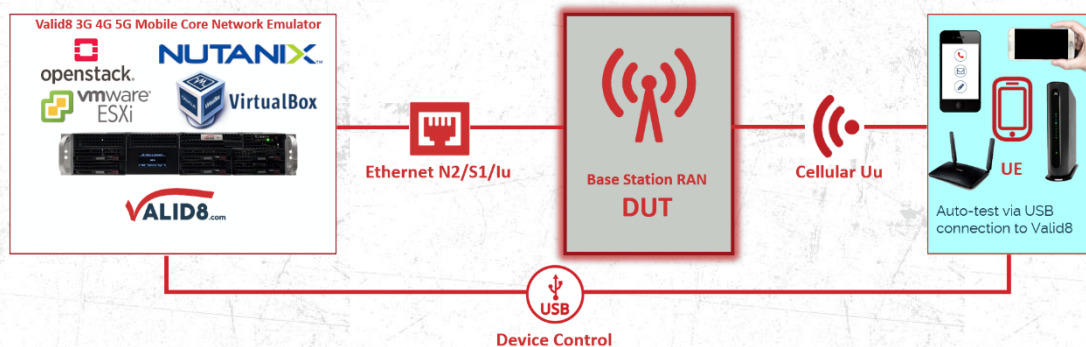 Valid8 3G 4G 5G Mobile Core Network Emulator
openstack.
NUTANIX™
vmware®
ESXi
VirtualBox
VALID8.com
Ethernet N2/S1/Iu
Base Station RAN
DUT
Cellular Uu
UE
Auto-test via USB
connection to Valid8
USB
Device Control